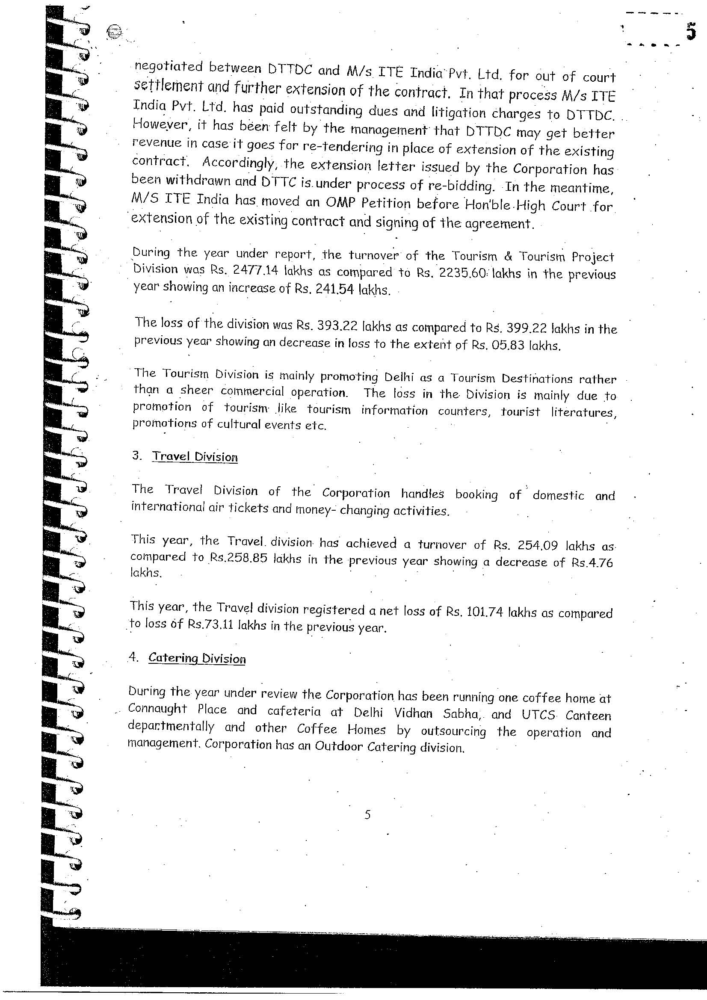 5
negotiated between DTTDC and M/s ITE India Pvt. Ltd. for out of court
settlement and further extension of the contract. In that process M/s ITE
India Pvt. Ltd. has paid outstanding dues and litigation charges to DTTDC.
However, it has been felt by the management that DTTDC may get better
revenue in case it goes for re-tendering in place of extension of the existing
contract. Accordingly, the extension letter issued by the Corporation has
been withdrawn and DTTC is under process of re-bidding. In the meantime,
M/S ITE India has moved an OMP Petition before Hon'ble High Court for
extension of the existing contract and signing of the agreement.
During the year under report, the turnover of the Tourism & Tourism Project
Division was Rs. 2477.14 lakhs as compared to Rs. 2235.60 lakhs in the previous
year showing an increase of Rs. 241.54 lakhs.
The loss of the division was Rs. 393.22 lakhs as compared to Rs. 399.22 lakhs in the
previous year showing an decrease in loss to the extent of Rs. 05.83 lakhs.
The Tourism Division is mainly promoting Delhi as a Tourism Destinations rather
than a sheer commercial operation. The loss in the Division is mainly due to
promotion of tourism like tourism information counters, tourist literatures,
promotions of cultural events etc.
3. Travel Division
The Travel Division of the Corporation handles booking of domestic and
international air tickets and money- changing activities.
This year, the Travel division has achieved a turnover of Rs. 254.09 lakhs as
compared to Rs.258.85 lakhs in the previous year showing a decrease of Rs.4.76
lakhs.
This year, the Travel division registered a net loss of Rs. 101.74 lakhs as compared
to loss of Rs.73.11 lakhs in the previous year.
4. Catering Division
During the year under review the Corporation has been running one coffee home at
Connaught Place and cafeteria at Delhi Vidhan Sabha, and UTCS Canteen
departmentally and other Coffee Homes by outsourcing the operation and
management. Corporation has an Outdoor Catering division.
5